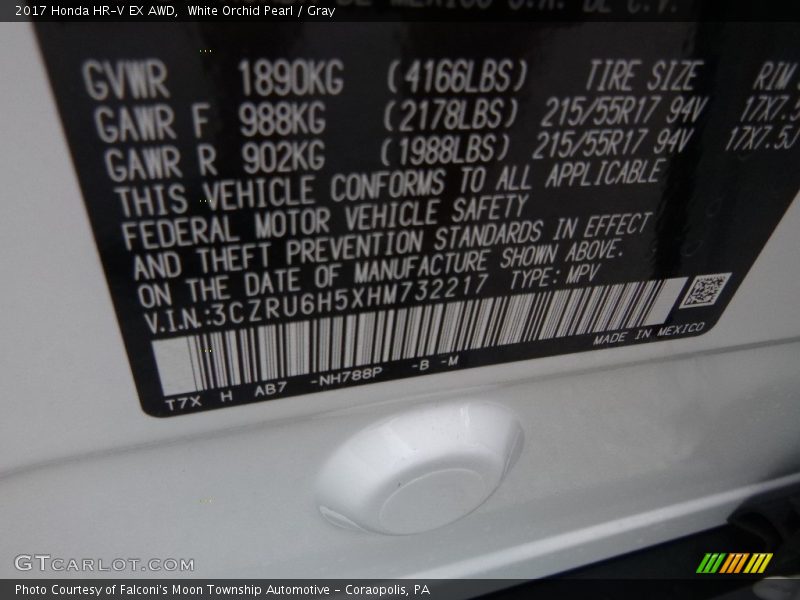 2017 Honda HR-V EX AWD, White Orchid Pearl / Gray
MEXICO S.A. DE C.V.
GVWR 1890KG (4166LBS) TIRE SIZE RIM
GAWR F 988KG (2178LBS) 215/55R17 94V 17X7.5
GAWR R 902KG (1988LBS) 215/55R17 94V 17X7.5J
THIS VEHICLE CONFORMS TO ALL APPLICABLE
FEDERAL MOTOR VEHICLE SAFETY
AND THEFT PREVENTION STANDARDS IN EFFECT
ON THE DATE OF MANUFACTURE SHOWN ABOVE.
V.I.N.:3CZRU6H5XHM732217 TYPE: MPV
MADE IN MEXICO
T7X H AB7 -NH788P -B -M
GTCARLOT.COM
Photo Courtesy of Falconi's Moon Township Automotive - Coraopolis, PA